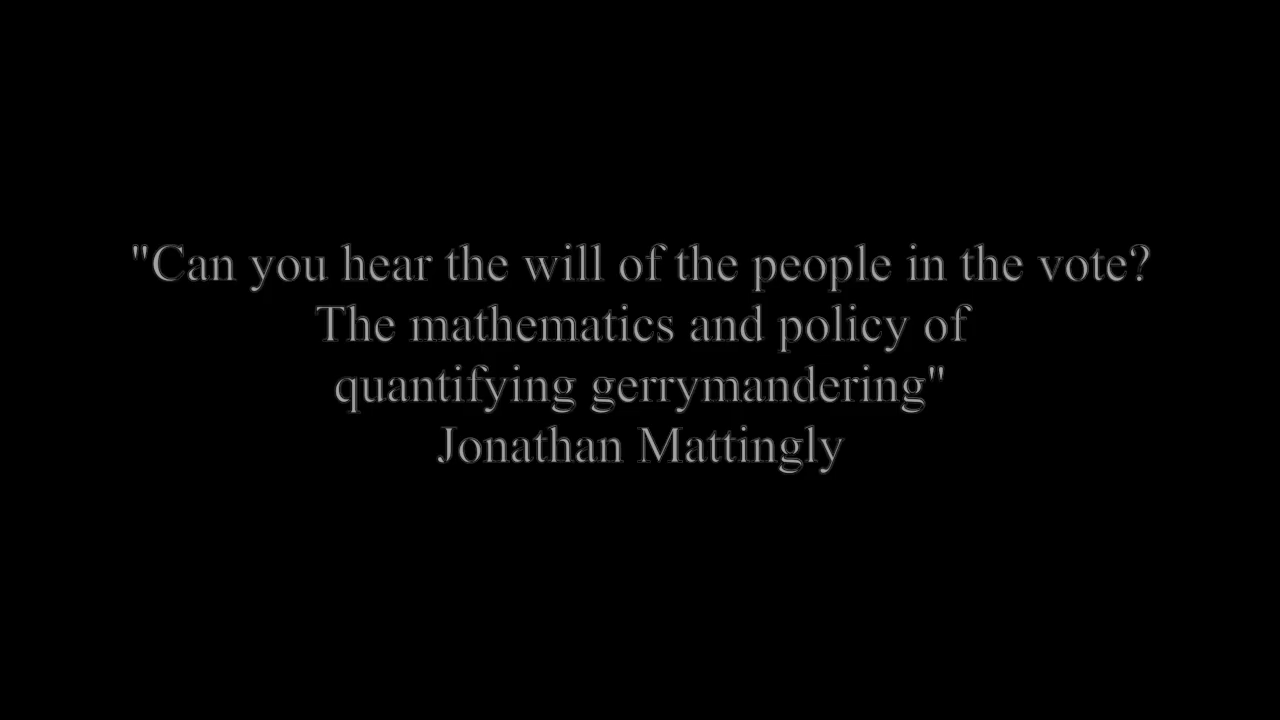 "Can you hear the will of the people in the vote?
The mathematics and policy of
quantifying gerrymandering"
Jonathan Mattingly